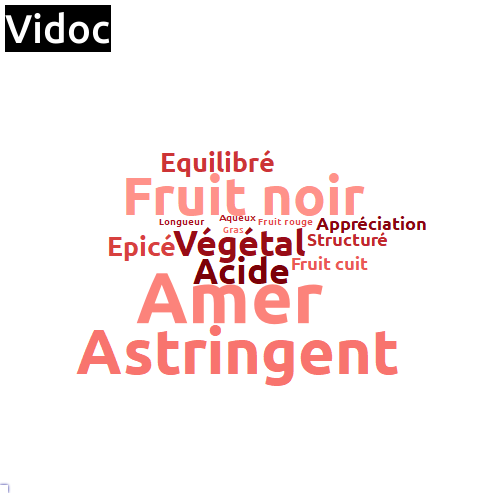 Vidoc
Equilibré
Fruit noir
Longueur Aqueux Fruit rouge Appréciation
Gras
Epicé Végétal Structuré
Acide Fruit cuit
Amer
Astringent